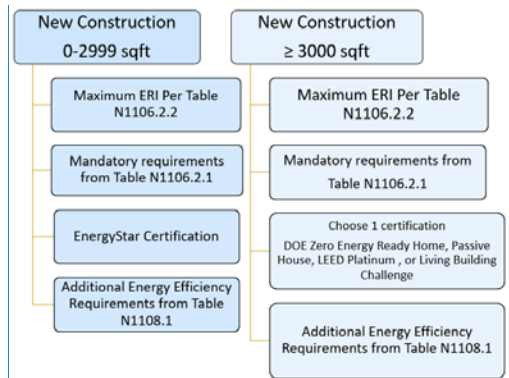 New Construction
0-2999 sqft
Maximum ERI Per Table
N1106.2.2
Mandatory requirements
from Table N1106.2.1
EnergyStar Certification
Additional Energy Efficiency
Requirements from Table
N1108.1
New Construction
≥ 3000 sqft
Maximum ERI Per Table
N1106.2.2
Mandatory requirements from
Table N1106.2.1
Choose 1 certification
DOE Zero Energy Ready Home, Passive
House, LEED Platinum , or Living Building
Challenge
Additional Energy Efficiency
Requirements from Table N1108.1